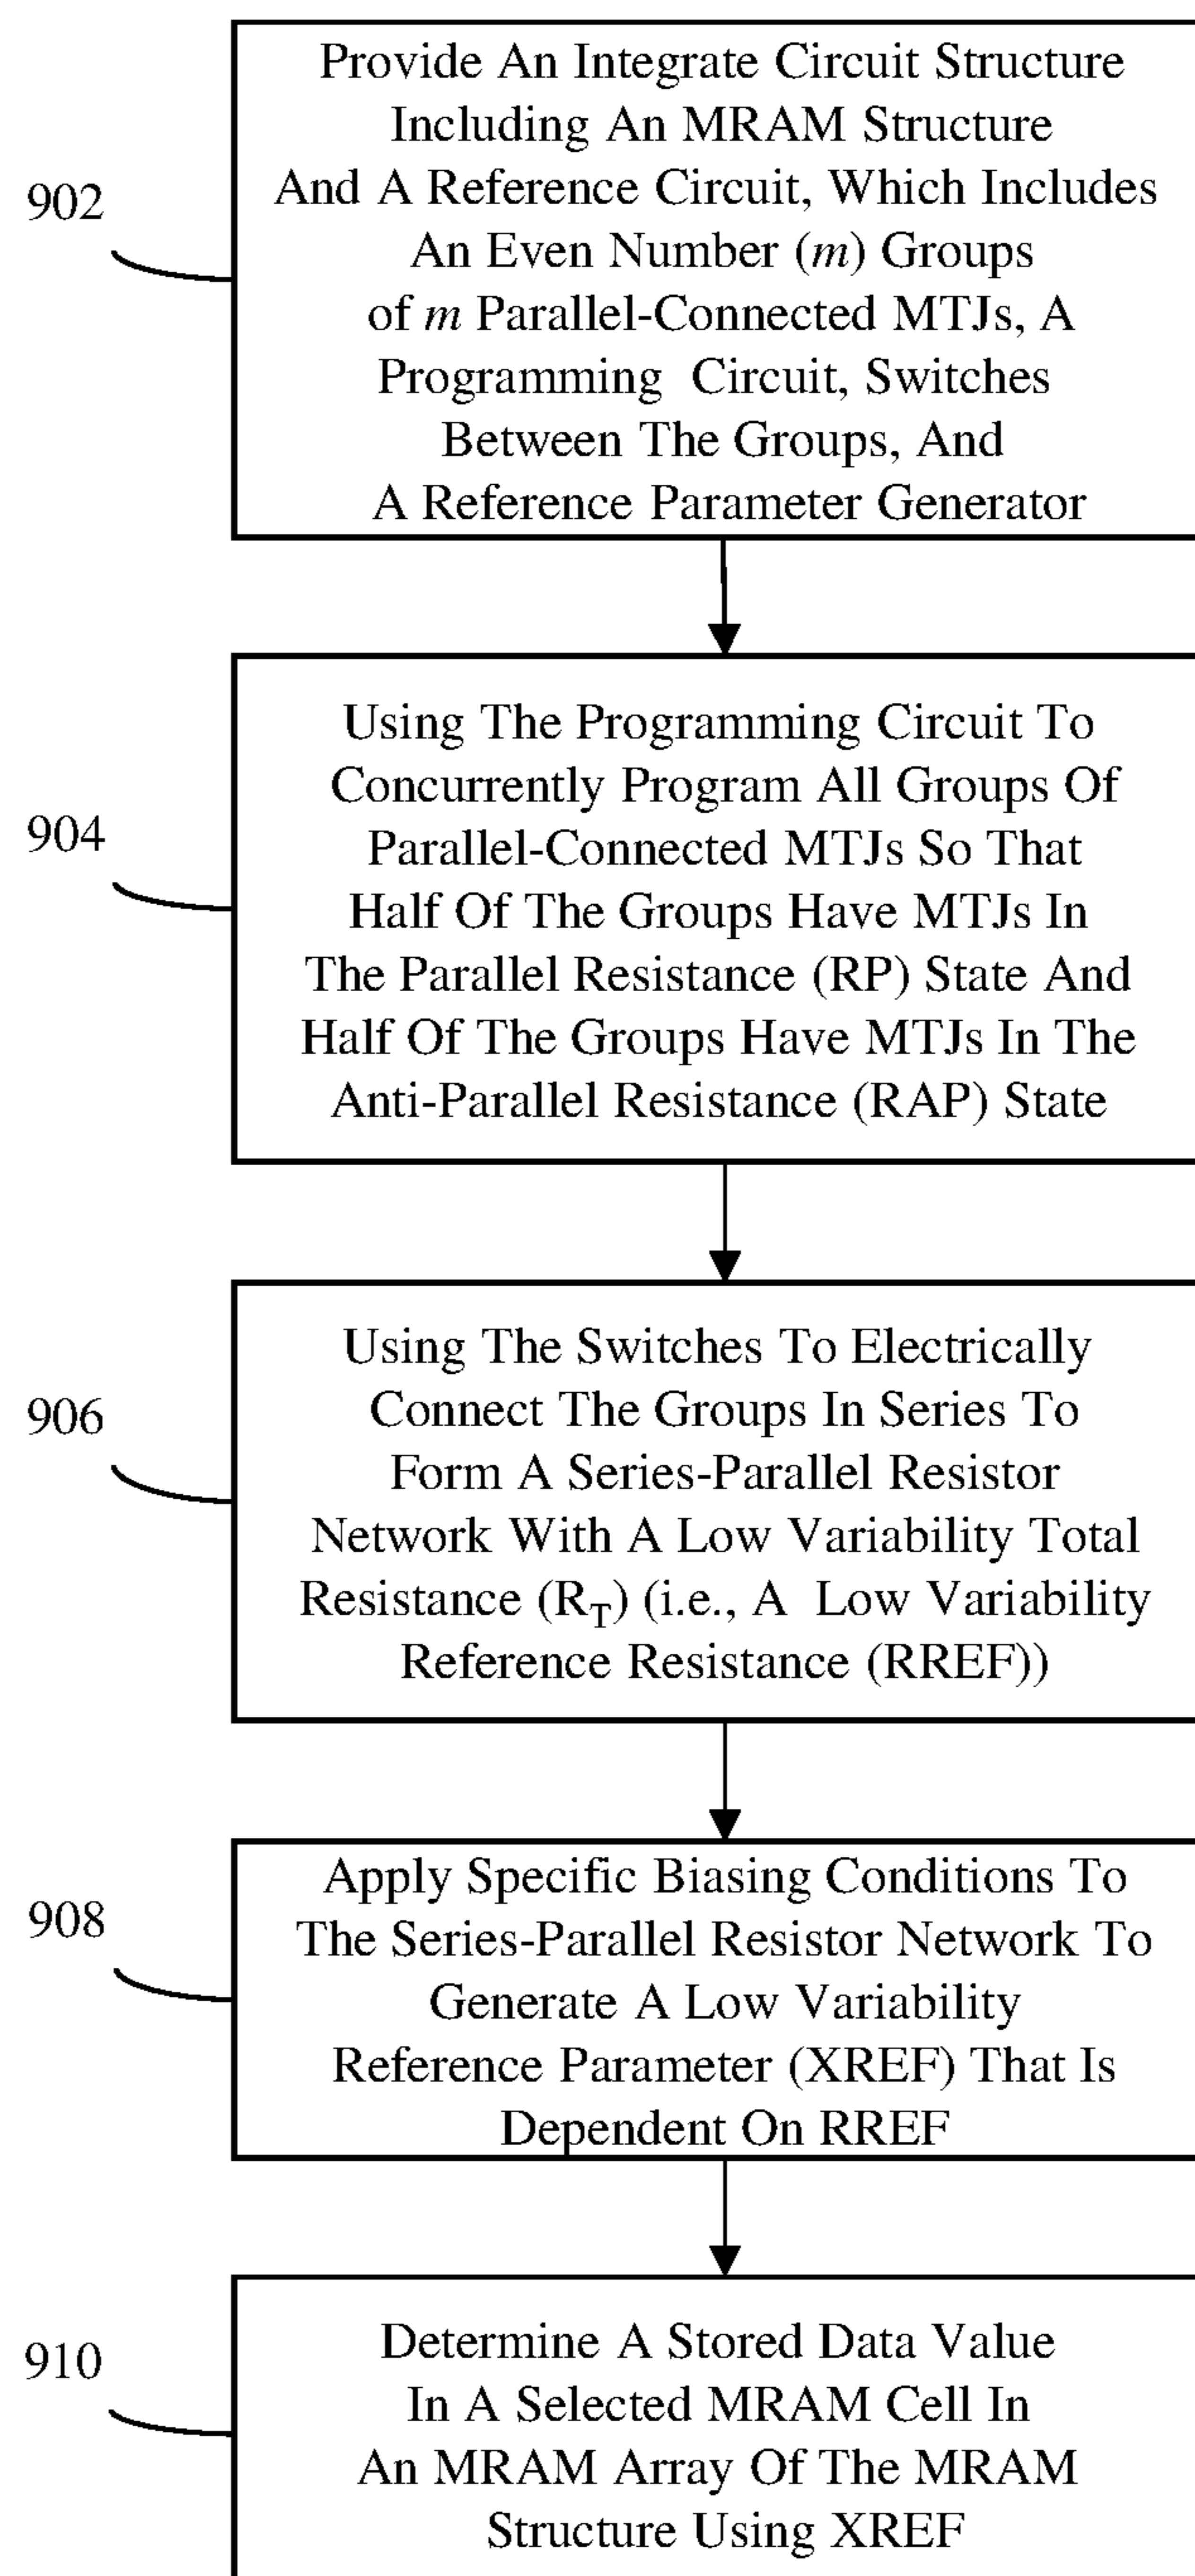 Provide An Integrate Circuit Structure
Including An MRAM Structure
And A Reference Circuit, Which Includes
An Even Number (m) Groups
of m Parallel-Connected MTJs, A
Programming Circuit, Switches
Between The Groups, And
A Reference Parameter Generator
902
Using The Programming Circuit To
Concurrently Program All Groups Of
Parallel-Connected MTJs So That
Half Of The Groups Have MTJs In
The Parallel Resistance (RP) State And
Half Of The Groups Have MTJs In The
Anti-Parallel Resistance (RAP) State
904
Using The Switches To Electrically
Connect The Groups In Series To
Form A Series-Parallel Resistor
Network With A Low Variability Total
Resistance (RT) (i.e., A Low Variability
Reference Resistance (RREF))
906
Apply Specific Biasing Conditions To
The Series-Parallel Resistor Network To
Generate A Low Variability
Reference Parameter (XREF) That Is
Dependent On RREF
908
Determine A Stored Data Value
In A Selected MRAM Cell In
An MRAM Array Of The MRAM
Structure Using XREF
910